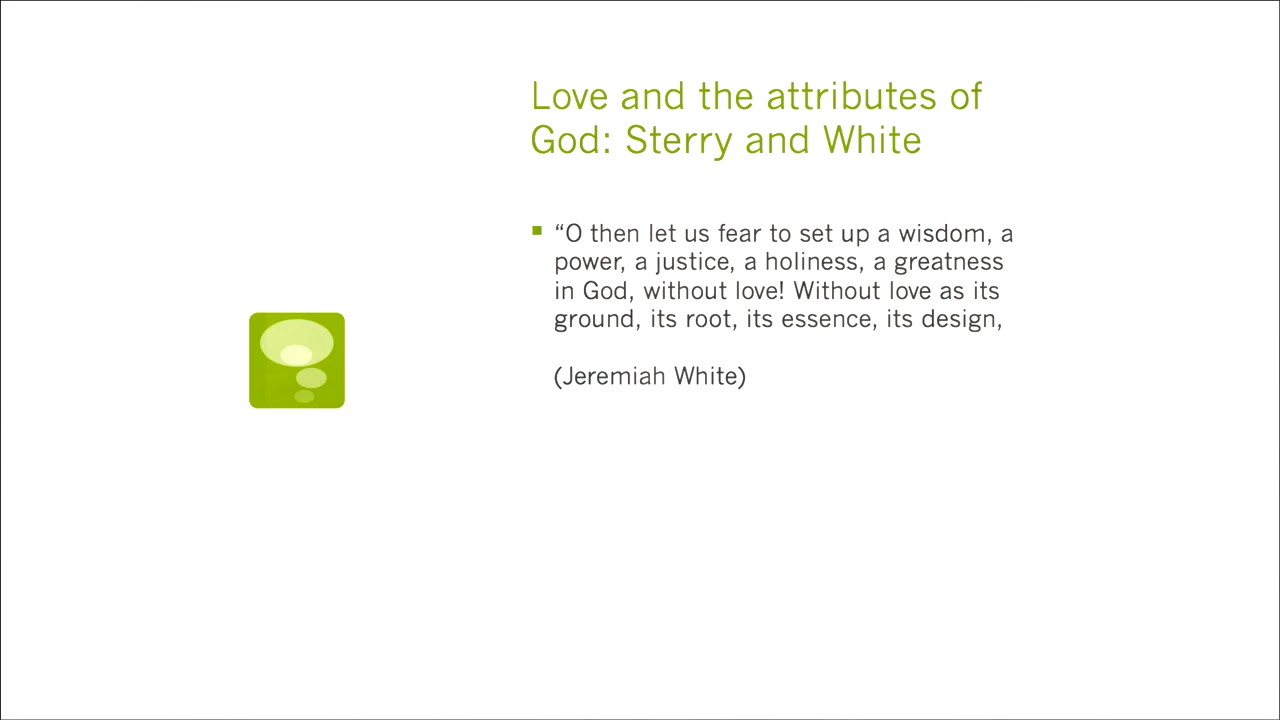 Love and the attributes of
God: Sterry and White
“O then let us fear to set up a wisdom, a
power, a justice, a holiness, a greatness
in God, without love! Without love as its
ground, its root, its essence, its design,
(Jeremiah White)